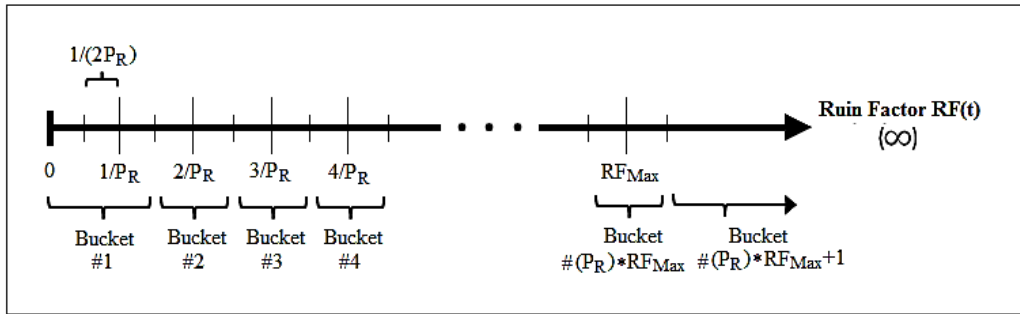 1/(2P_R)
Ruin Factor RF(t)
(∞)
0 1/P_R 2/P_R 3/P_R 4/P_R RF_Max
Bucket Bucket Bucket Bucket Bucket Bucket
#1 #2 #3 #4 #(P_R)*RF_Max #(P_R)*RF_Max+1